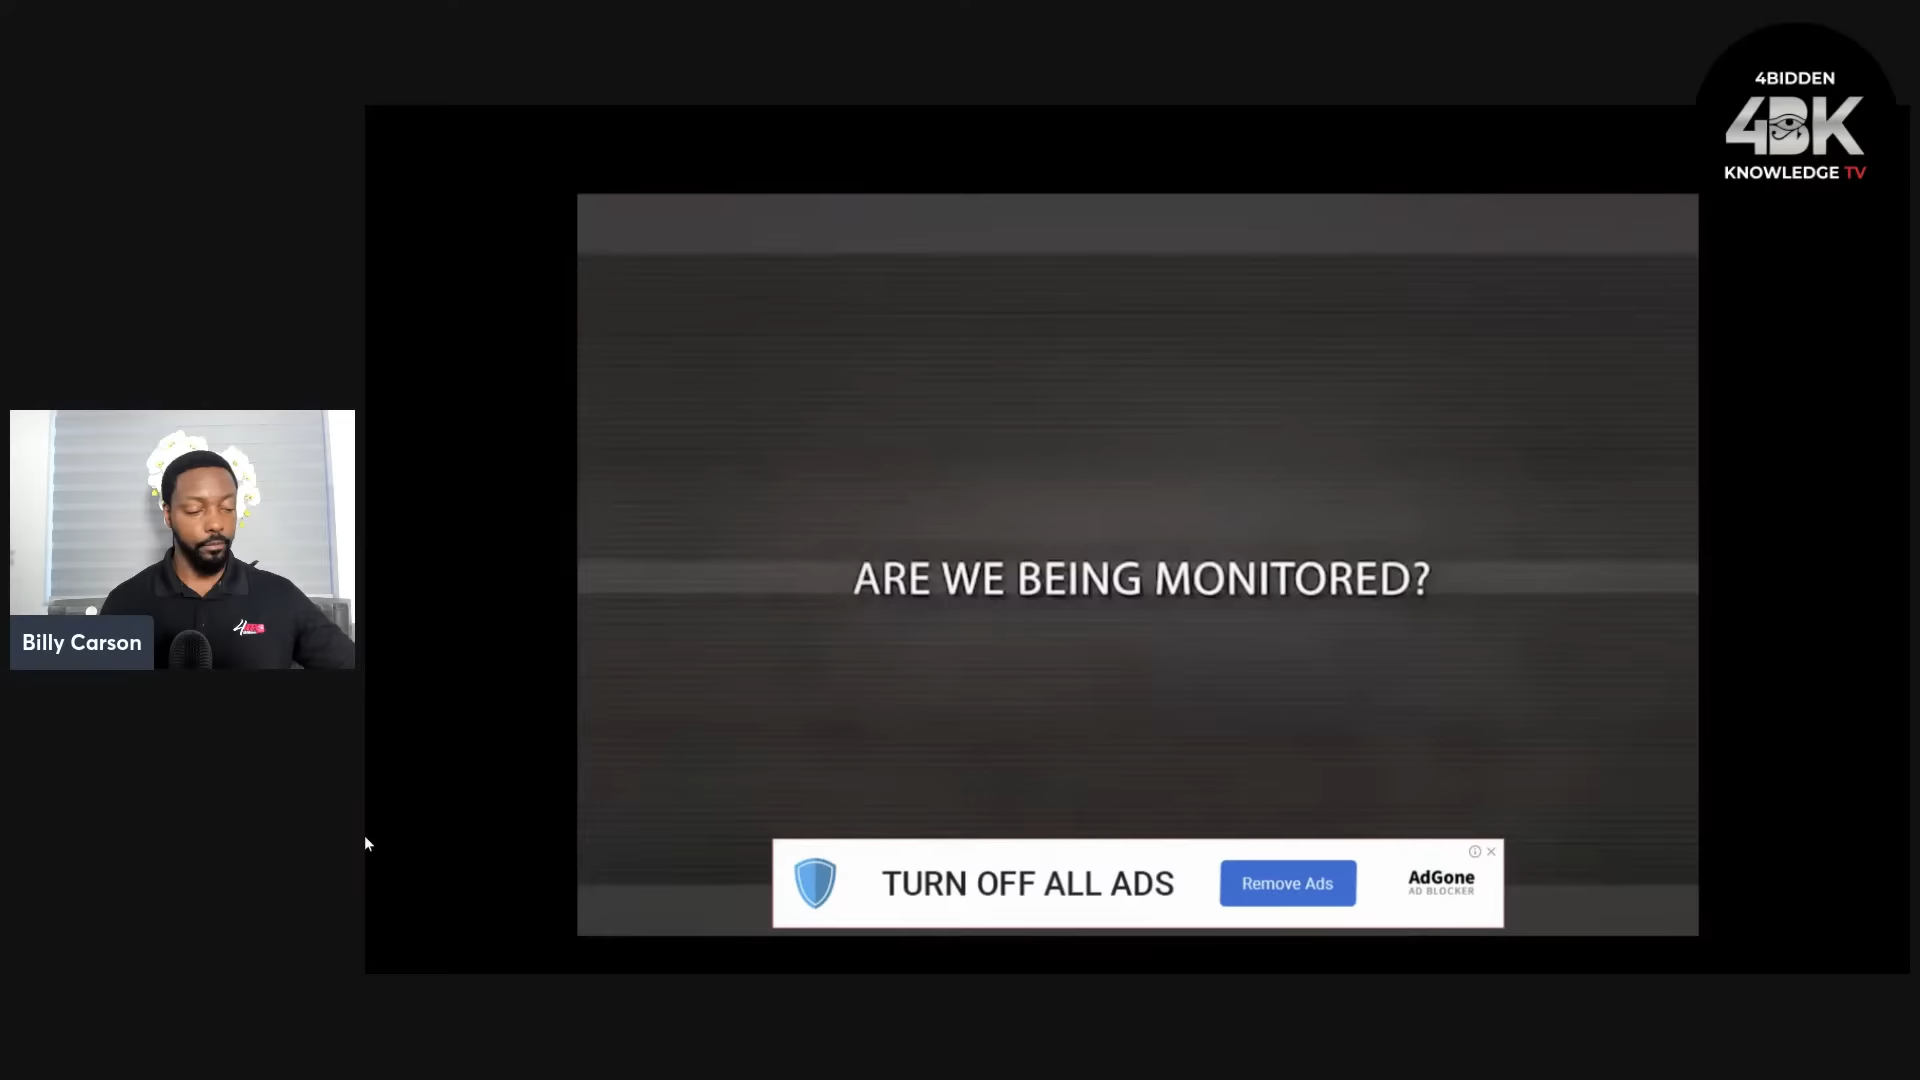 4BIDDEN
4BK
KNOWLEDGE TV
ARE WE BEING MONITORED?
Billy Carson
TURN OFF ALL ADS
Remove Ads
AdGone
AD BLOCKER